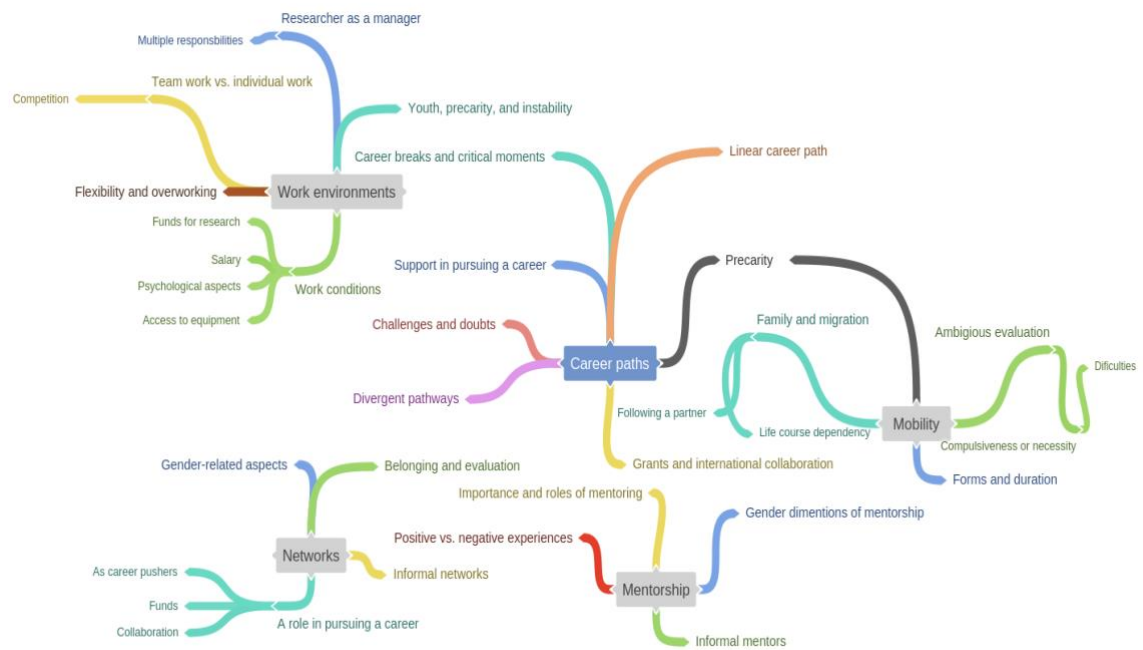 Researcher as a manager
Multiple responsbilities
Team work vs. individual work
Competition
Youth, precarity, and instability
Career breaks and critical moments
Linear career path
Flexibility and overworking
Work environments
Funds for research
Salary
Psychological aspects
Access to equipment
Work conditions
Support in pursuing a career
Precarity
Challenges and doubts
Career paths
Divergent pathways
Family and migration
Ambigious evaluation
Dificulties
Following a partner
Life course dependency
Mobility
Compulsiveness or necessity
Grants and international collaboration
Forms and duration
Gender-related aspects
Belonging and evaluation
Networks
Informal networks
As career pushers
Funds
Collaboration
A role in pursuing a career
Importance and roles of mentoring
Positive vs. negative experiences
Gender dimentions of mentorship
Mentorship
Informal mentors